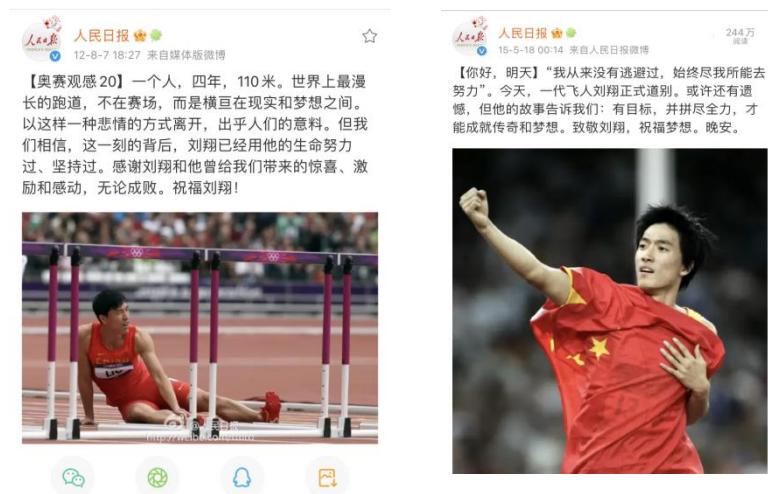 人民日报
12-8-7 18:27 来自媒体版微博
【奥赛观感20】一个人，四年，110米。世界上最漫
长的跑道，不在赛场，而是横亘在现实和梦想之间。
以这样一种悲情的方式离开，出乎人们的意料。但我
们相信，这一刻的背后，刘翔已经用他的生命努力
过、坚持过。感谢刘翔和他曾给我们带来的惊喜、激
励和感动，无论成败。祝福刘翔！
CHINA
LIU
@人民日报
人民日报
15-5-18 00:14 来自人民日报微博
244万
阅读
【你好，明天】“我从来没有逃避过，始终尽我所能去
努力”。今天，一代飞人刘翔正式道别。或许还有遗
憾，但他的故事告诉我们：有目标，并拼尽全力，才
能成就传奇和梦想。致敬刘翔，祝福梦想。晚安。